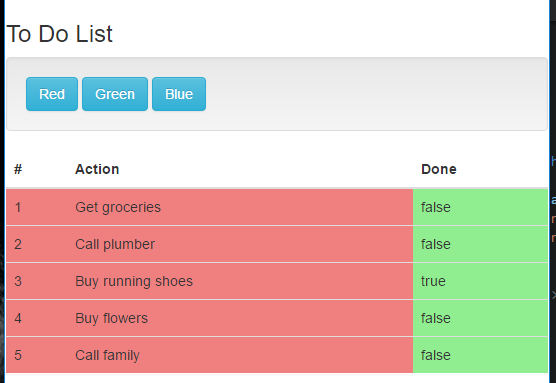 To Do List
Red Green Blue
# Action Done
1 Get groceries false
2 Call plumber false
3 Buy running shoes true
4 Buy flowers false
5 Call family false